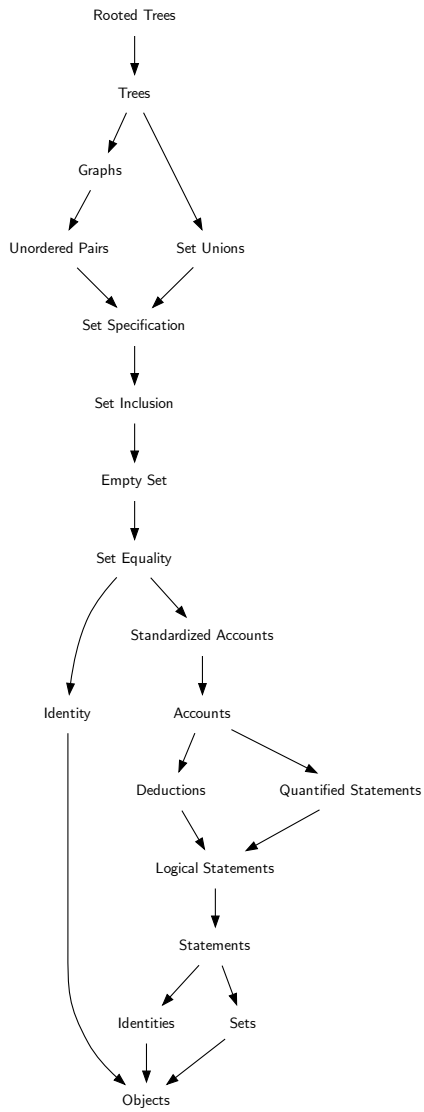 Rooted Trees
Trees
Graphs
Unordered Pairs
Set Unions
Set Specification
Set Inclusion
Empty Set
Set Equality
Standardized Accounts
Identity
Accounts
Deductions
Quantified Statements
Logical Statements
Statements
Identities
Sets
Objects